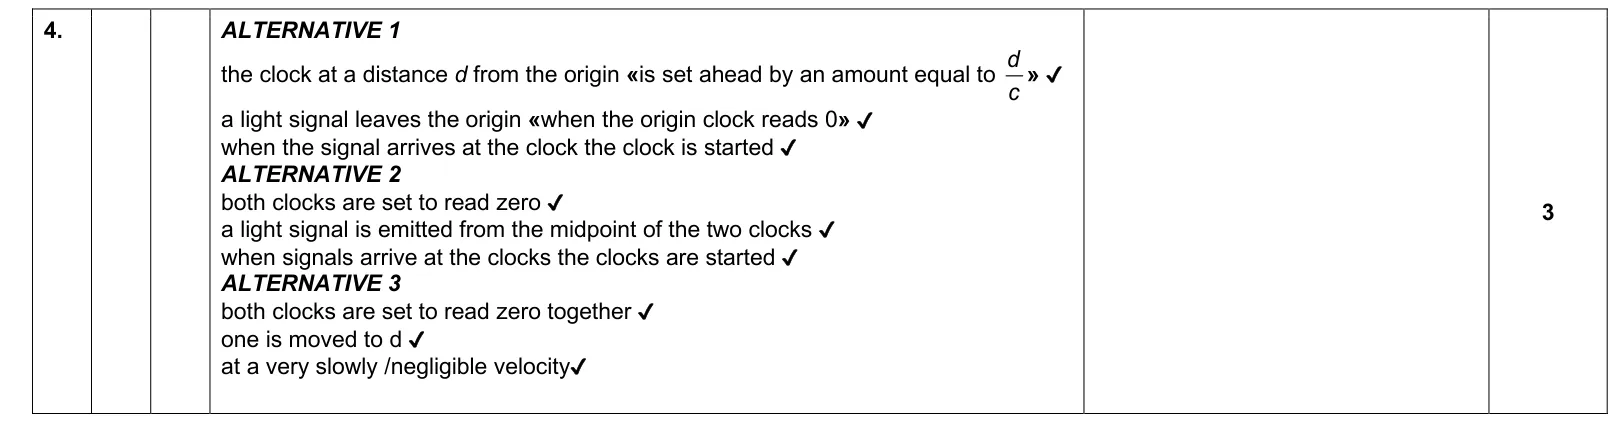 4.
ALTERNATIVE 1
the clock at a distance d from the origin «is set ahead by an amount equal to d/c» ✔
a light signal leaves the origin «when the origin clock reads 0» ✔
when the signal arrives at the clock the clock is started ✔
ALTERNATIVE 2
both clocks are set to read zero ✔
a light signal is emitted from the midpoint of the two clocks ✔
when signals arrive at the clocks the clocks are started ✔
ALTERNATIVE 3
both clocks are set to read zero together ✔
one is moved to d ✔
at a very slowly /negligible velocity✔
3